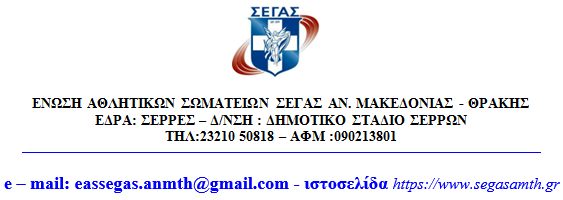 ΣΕΓΑΣ
ΕΝΩΣΗ ΑΘΛΗΤΙΚΩΝ ΣΩΜΑΤΕΙΩΝ ΣΕΓΑΣ ΑΝ. ΜΑΚΕΔΟΝΙΑΣ - ΘΡΑΚΗΣ
ΕΔΡΑ: ΣΕΡΡΕΣ – Δ/ΝΣΗ : ΔΗΜΟΤΙΚΟ ΣΤΑΔΙΟ ΣΕΡΡΩΝ
ΤΗΛ:23210 50818 – ΑΦΜ :090213801
e – mail: eassegas.anmth@gmail.com - ιστοσελίδα https://www.segasamth.gr